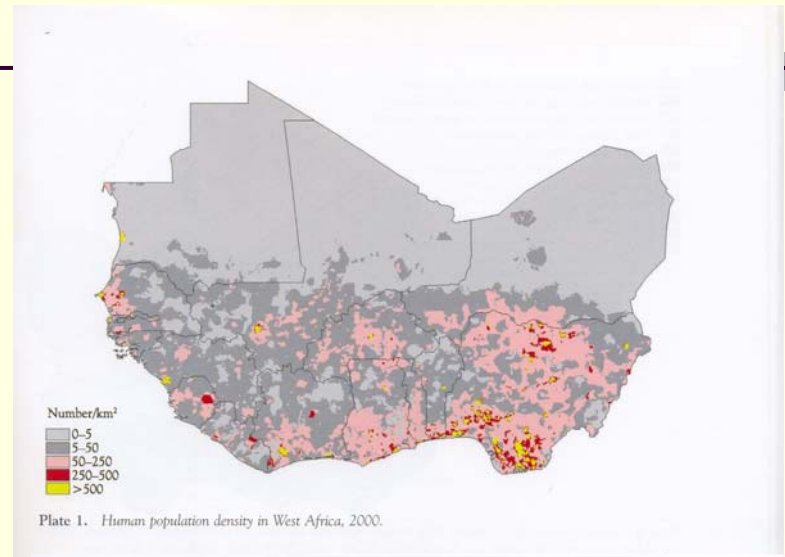 Number/km²
0–5
5–50
50–250
250–500
>500
Plate 1. Human population density in West Africa, 2000.